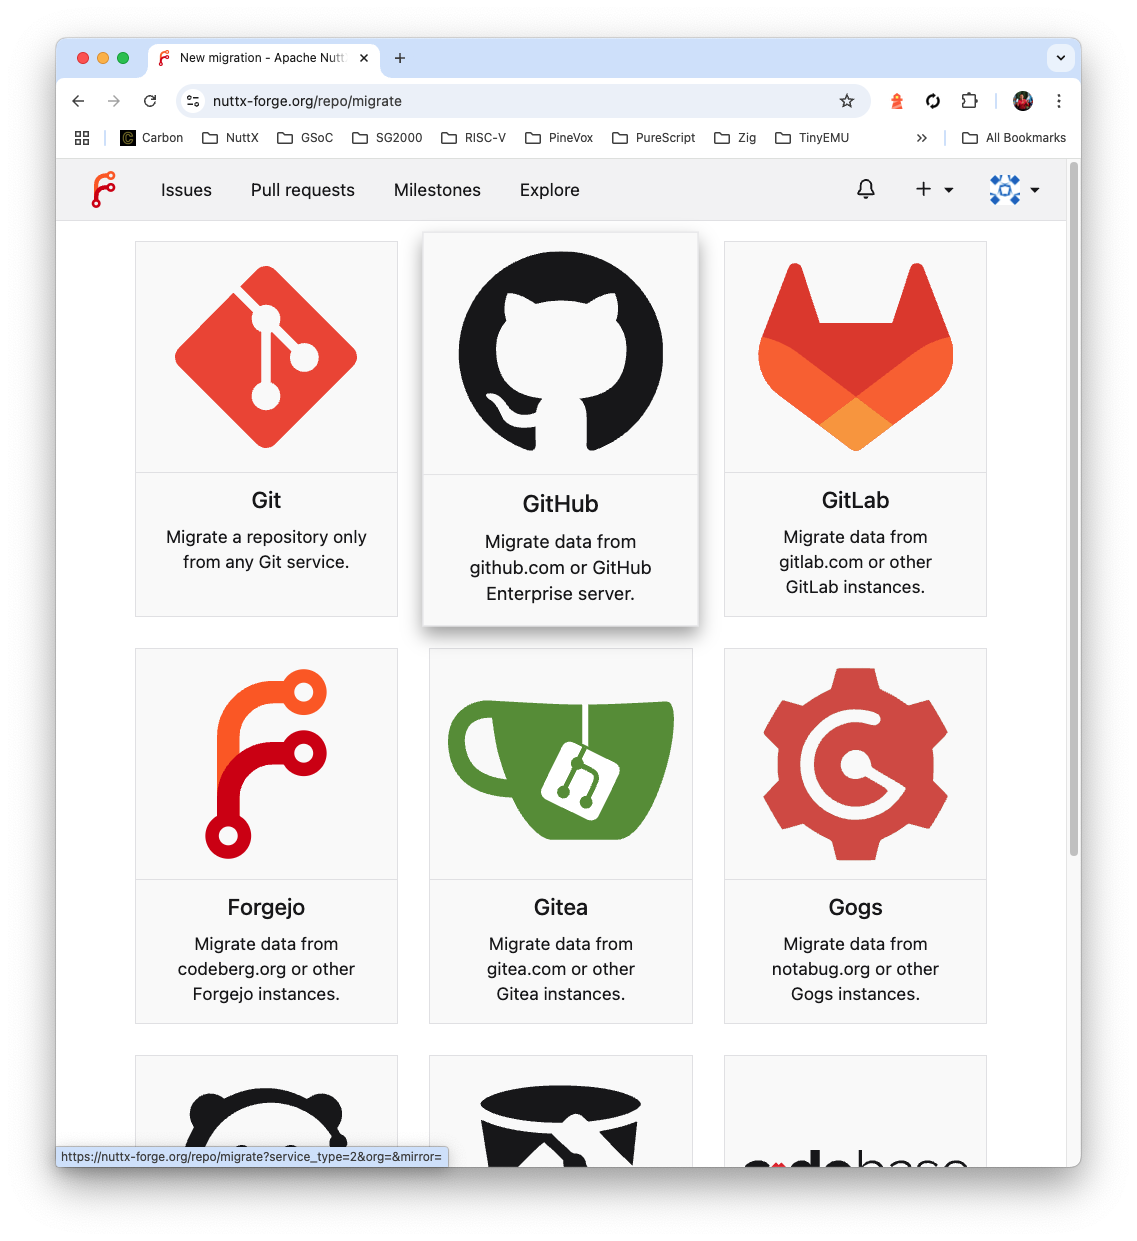 New migration - Apache Nutt
nuttx-forge.org/repo/migrate
Carbon NuttX GSoC SG2000 RISC-V PineVox PureScript Zig TinyEMU » All Bookmarks
Issues Pull requests Milestones Explore
Git
Migrate a repository only
from any Git service.
GitHub
Migrate data from
github.com or GitHub
Enterprise server.
GitLab
Migrate data from
gitlab.com or other
GitLab instances.
Forgejo
Migrate data from
codeberg.org or other
Forgejo instances.
Gitea
Migrate data from
gitea.com or other
Gitea instances.
Gogs
Migrate data from
notabug.org or other
Gogs instances.
codebase
https://nuttx-forge.org/repo/migrate?service_type=2&org=&mirror=